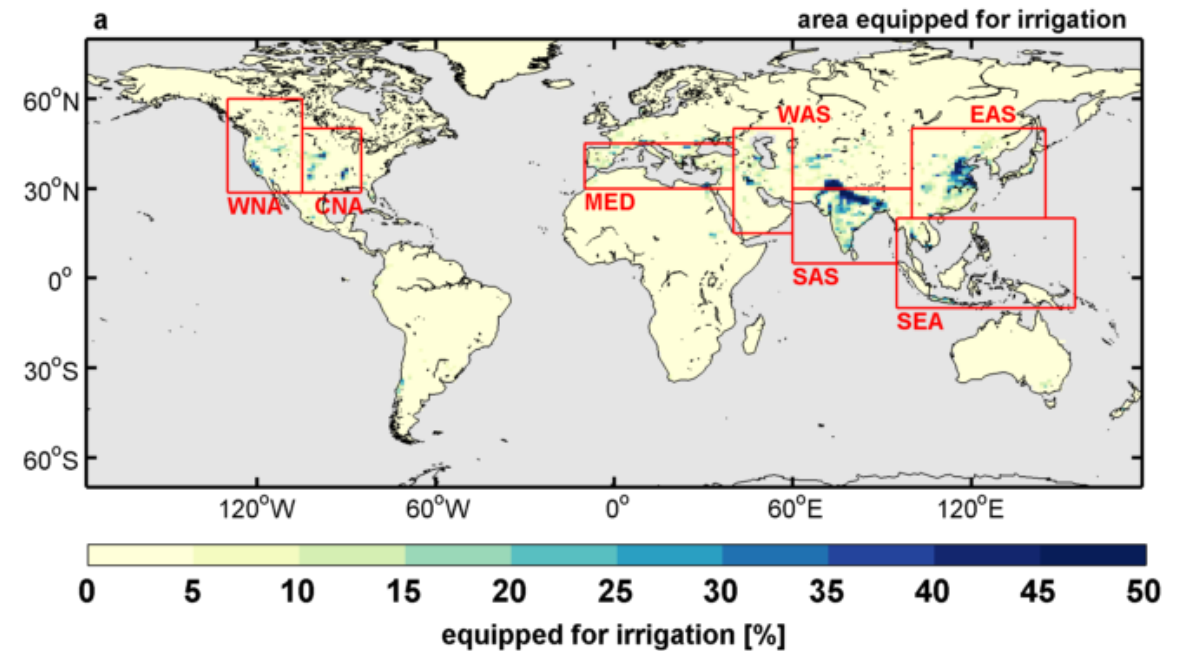 a area equipped for irrigation
60°N
WAS EAS
30°N
WNA CNA MED
SAS
0°
SEA
30°S
60°S
120°W 60°W 0° 60°E 120°E
0 5 10 15 20 25 30 35 40 45 50
equipped for irrigation [%]